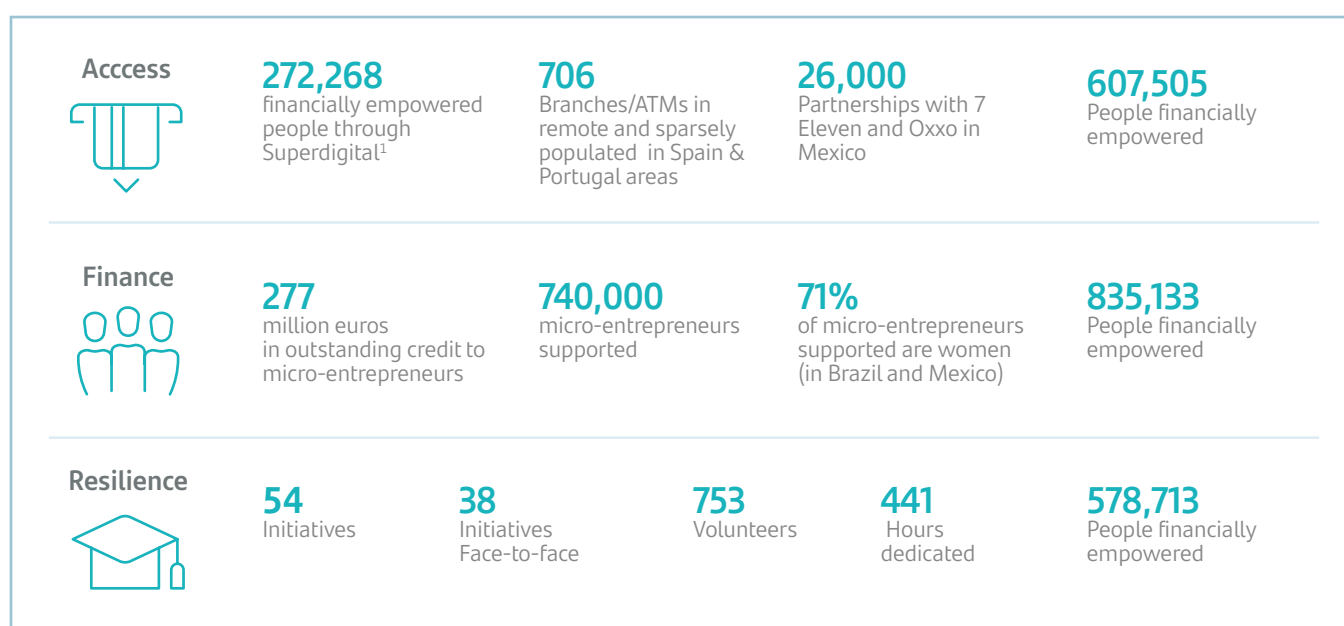 Acccess
272,268
financially empowered
people through
Superdigital¹
706
Branches/ATMs in
remote and sparsely
populated  in Spain &
Portugal areas
26,000
Partnerships with 7
Eleven and Oxxo in
Mexico
607,505
People financially
empowered
Finance
277
million euros
in outstanding credit to
micro-entrepreneurs
740,000
micro-entrepreneurs
supported
71%
of micro-entrepreneurs
supported are women
(in Brazil and Mexico)
835,133
People financially
empowered
Resilience
54
Initiatives
38
Initiatives
Face-to-face
753
Volunteers
441
Hours
dedicated
578,713
People financially
empowered